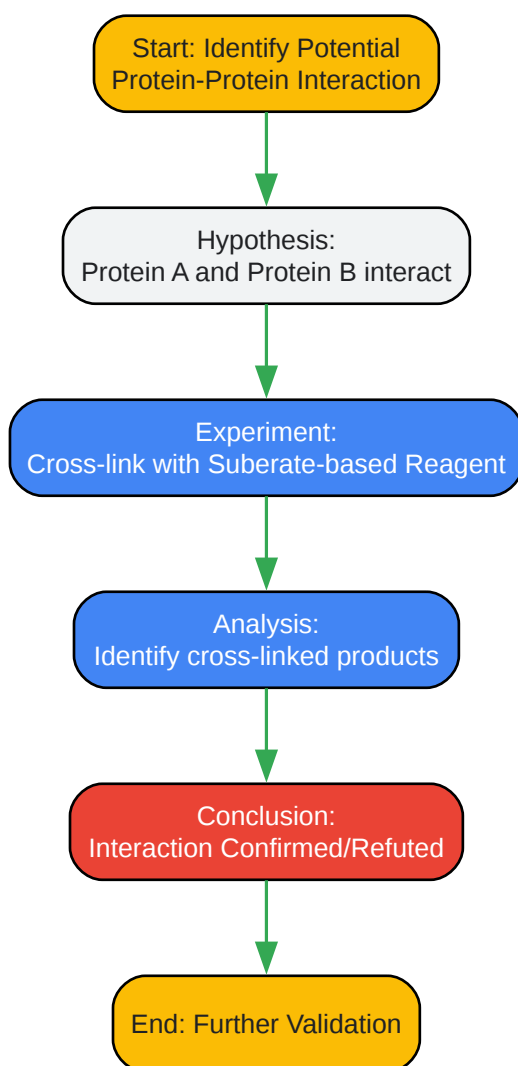 Start: Identify Potential
Protein-Protein Interaction
Hypothesis:
Protein A and Protein B interact
Experiment:
Cross-link with Suberate-based Reagent
Analysis:
Identify cross-linked products
Conclusion:
Interaction Confirmed/Refuted
End: Further Validation